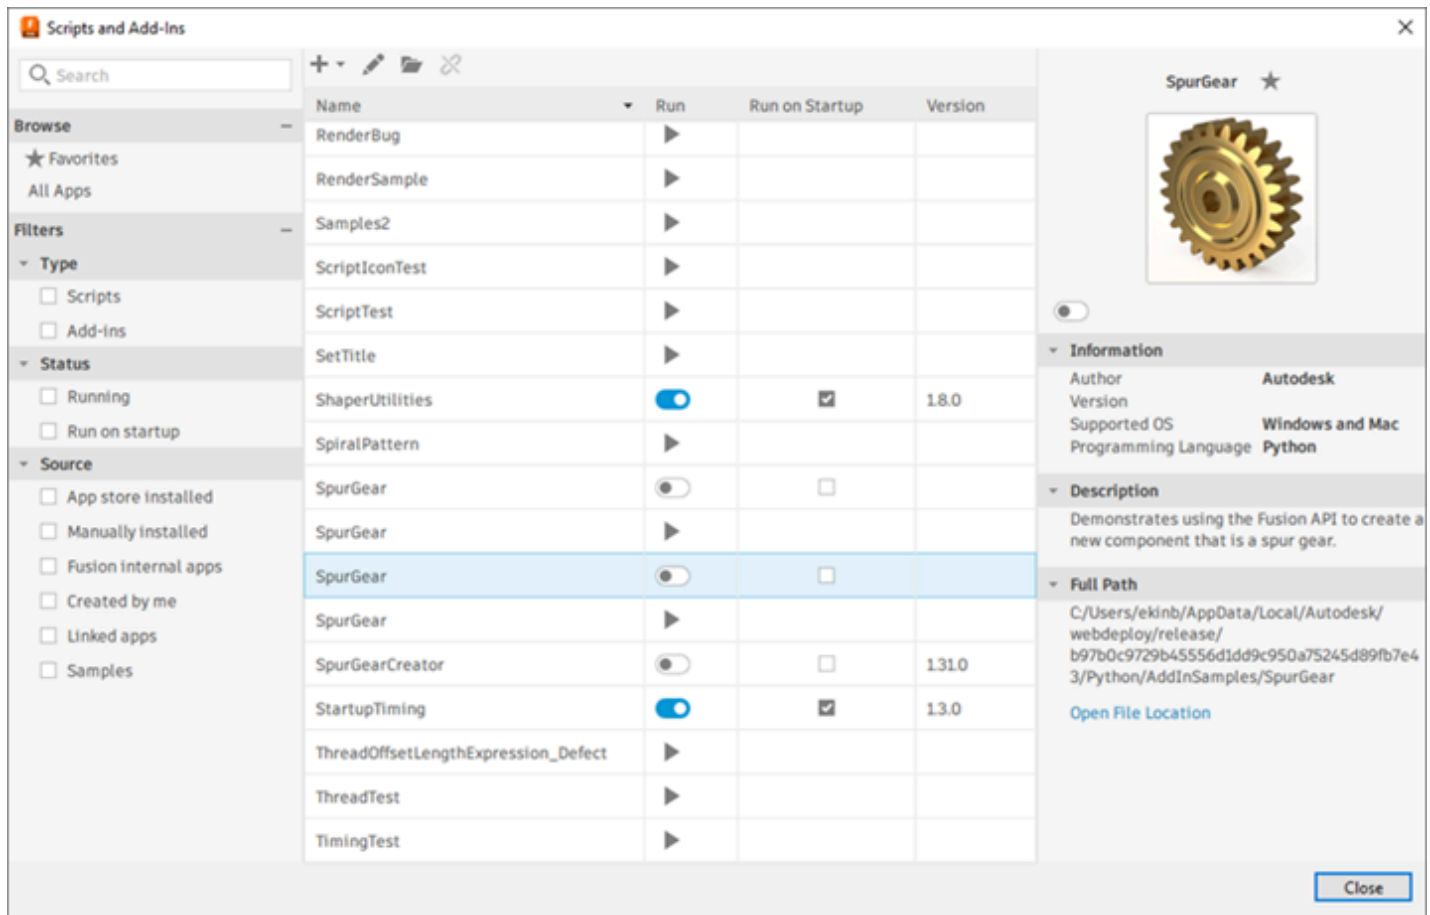 Scripts and Add-Ins
Search
Browse
Favorites
All Apps
Filters
Type
Scripts
Add-ins
Status
Running
Run on startup
Source
App store installed
Manually installed
Fusion internal apps
Created by me
Linked apps
Samples
Name Run Run on Startup Version
RenderBug
RenderSample
Samples2
ScriptIconTest
ScriptTest
SetTitle
ShaperUtilities 1.8.0
SpiralPattern
SpurGear
SpurGear
SpurGear
SpurGear
SpurGearCreator 1.31.0
StartupTiming 1.3.0
ThreadOffsetLengthExpression_Defect
ThreadTest
TimingTest
SpurGear
Information
Author Autodesk
Version
Supported OS Windows and Mac
Programming Language Python
Description
Demonstrates using the Fusion API to create a
new component that is a spur gear.
Full Path
C:/Users/ekinb/AppData/Local/Autodesk/
webdeploy/release/
b97b0c9729b45556d1dd9c950a75245d89fb7e4
3/Python/AddInSamples/SpurGear
Open File Location
Close